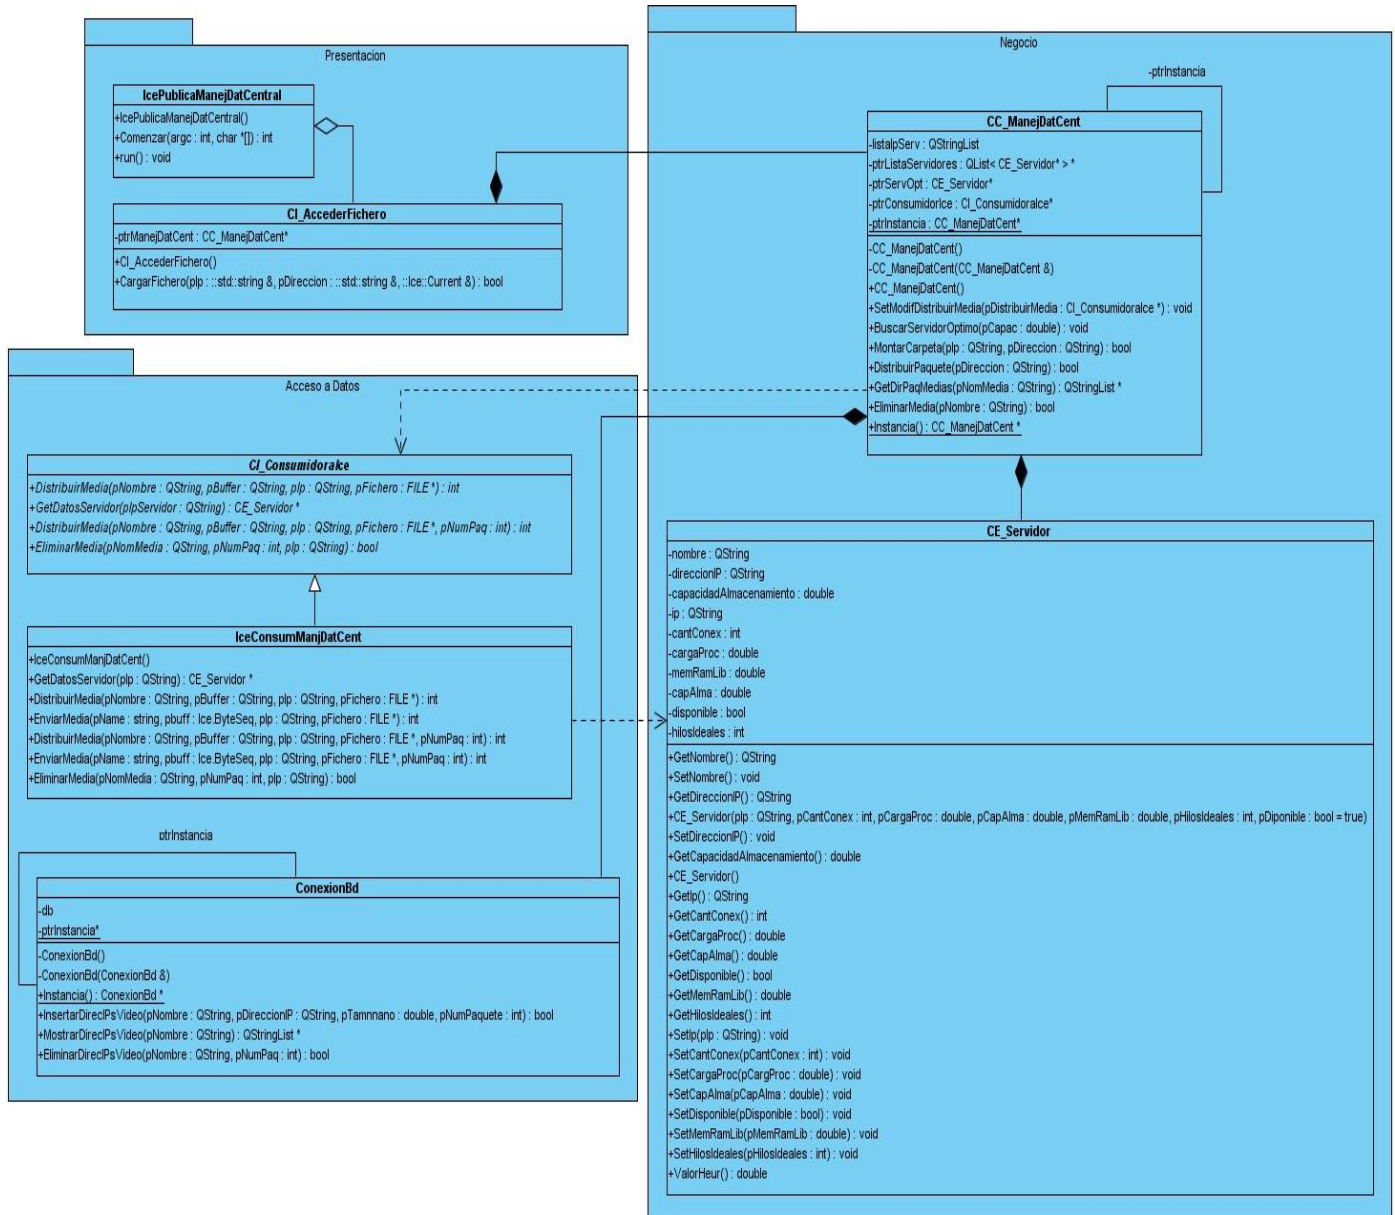 Presentacion
IcePublicaManejDatCentral
+IcePublicaManejDatCentral()
+Comenzar(argc : int, char *[]) : int
+run() : void
CI_AccederFichero
-ptrManejDatCent : CC_ManejDatCent*
+CI_AccederFichero()
+CargarFichero(pIp : ::std::string &, pDireccion : ::std::string &, ::Ice::Current &) : bool
Negocio
-ptrInstancia
CC_ManejDatCent
-listaIpServ : QStringList
-ptrListaServidores : QList< CE_Servidor* > *
-ptrServOpt : CE_Servidor*
-ptrConsumidorIce : CI_ConsumidoraIce*
-ptrInstancia : CC_ManejDatCent*
-CC_ManejDatCent()
-CC_ManejDatCent(CC_ManejDatCent &)
+CC_ManejDatCent()
+SetModifDistribuirMedia(pDistribuirMedia : CI_ConsumidoraIce *) : void
+BuscarServidorOptimo(pCapac : double) : void
+MontarCarpeta(pIp : QString, pDireccion : QString) : bool
+DistribuirPaquete(pDireccion : QString) : bool
+GetDirPaqMedias(pNomMedia : QString) : QStringList *
+EliminarMedia(pNombre : QString) : bool
+Instancia() : CC_ManejDatCent *
Acceso a Datos
CI_ConsumidoraIce
+DistribuirMedia(pNombre : QString, pBuffer : QString, pIp : QString, pFichero : FILE *) : int
+GetDatosServidor(pIpServidor : QString) : CE_Servidor *
+DistribuirMedia(pNombre : QString, pBuffer : QString, pIp : QString, pFichero : FILE *, pNumPaq : int) : int
+EliminarMedia(pNomMedia : QString, pNumPaq : int, pIp : QString) : bool
IceConsumManjDatCent
+IceConsumManjDatCent()
+GetDatosServidor(pIp : QString) : CE_Servidor *
+DistribuirMedia(pNombre : QString, pBuffer : QString, pIp : QString, pFichero : FILE *) : int
+EnviarMedia(pName : string, pbuff : Ice.ByteSeq, pIp : QString, pFichero : FILE *) : int
+DistribuirMedia(pNombre : QString, pBuffer : QString, pIp : QString, pFichero : FILE *, pNumPaq : int) : int
+EnviarMedia(pName : string, pbuff : Ice.ByteSeq, pIp : QString, pFichero : FILE *, pNumPaq : int) : int
+EliminarMedia(pNomMedia : QString, pNumPaq : int, pIp : QString) : bool
ptrInstancia
ConexionBd
-db
-ptrInstancia*
-ConexionBd()
-ConexionBd(ConexionBd &)
+Instancia() : ConexionBd *
+InsertarDirecIPsVideo(pNombre : QString, pDireccionIP : QString, pTamnnano : double, pNumPaquete : int) : bool
+MostrarDirecIPsVideo(pNombre : QString) : QStringList *
+EliminarDirecIPsVideo(pNombre : QString, pNumPaq : int) : bool
CE_Servidor
-nombre : QString
-direccionIP : QString
-capacidadAlmacenamiento : double
-ip : QString
-cantConex : int
-cargaProc : double
-memRamLib : double
-capAlma : double
-disponible : bool
-hilosIdeales : int
+GetNombre() : QString
+SetNombre() : void
+GetDireccionIP() : QString
+CE_Servidor(pIp : QString, pCantConex : int, pCargaProc : double, pCapAlma : double, pMemRamLib : double, pHilosIdeales : int, pDiponible : bool = true)
+SetDireccionIP() : void
+GetCapacidadAlmacenamiento() : double
+CE_Servidor()
+GetIp() : QString
+GetCantConex() : int
+GetCargaProc() : double
+GetCapAlma() : double
+GetDisponible() : bool
+GetMemRamLib() : double
+GetHilosIdeales() : int
+SetIp(pIp : QString) : void
+SetCantConex(pCantConex : int) : void
+SetCargaProc(pCargProc : double) : void
+SetCapAlma(pCapAlma : double) : void
+SetDisponible(pDisponible : bool) : void
+SetMemRamLib(pMemRamLib : double) : void
+SetHilosIdeales(pHilosIdeales : int) : void
+ValorHeur() : double